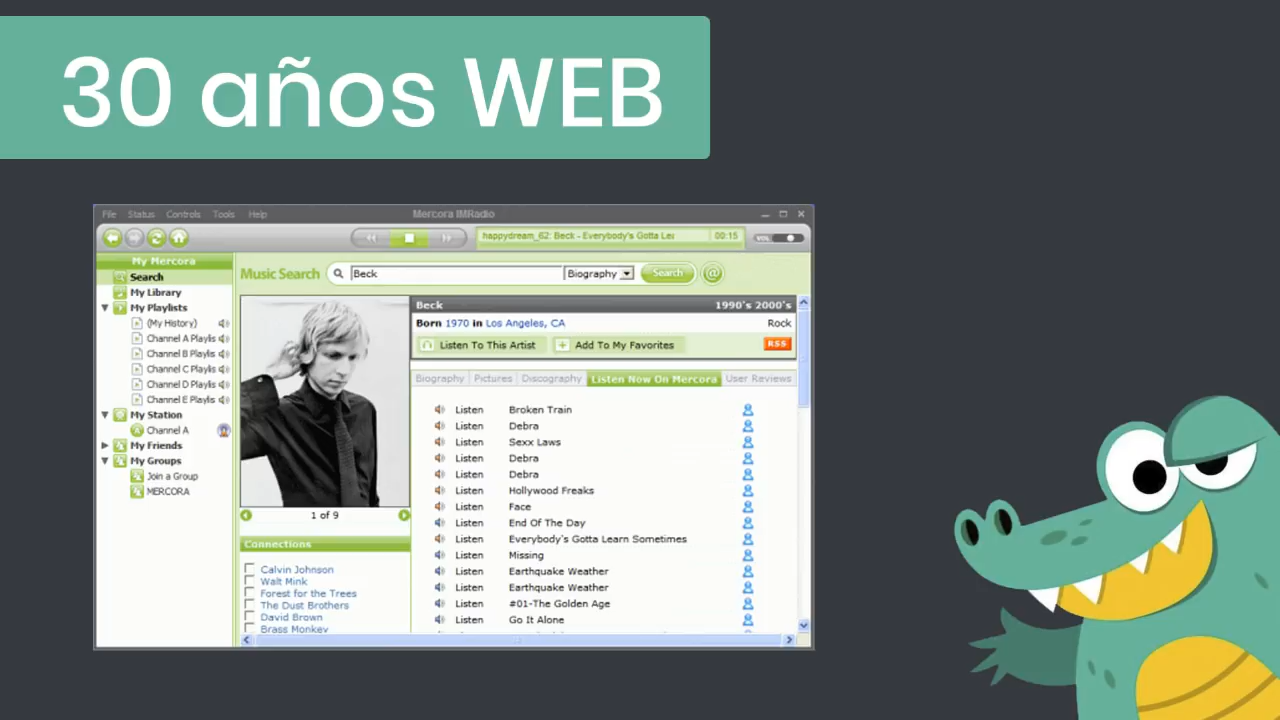 30 años WEB
File Status Controls Tools Help
Mercora IMRadio
happydream_62: Beck - Everybody's Gotta Lea 00:15
VOL
My Mercora
Search
My Library
My Playlists
(My History)
Channel A Playlis
Channel B Playlis
Channel C Playlis
Channel D Playlis
Channel E Playlis
My Station
Channel A
My Friends
My Groups
Join a Group
MERCORA
Music Search Beck Biography Search @
Beck 1990's 2000's
Born 1970 in Los Angeles, CA Rock
Listen To This Artist Add To My Favorites RSS
1 of 9
Connections
Calvin Johnson
Walt Mink
Forest for the Trees
The Dust Brothers
David Brown
Brass Monkey
Biography Pictures Discography Listen Now On Mercora User Reviews
Listen Broken Train
Listen Debra
Listen Sexx Laws
Listen Debra
Listen Debra
Listen Hollywood Freaks
Listen Face
Listen End Of The Day
Listen Everybody's Gotta Learn Sometimes
Listen Missing
Listen Earthquake Weather
Listen Earthquake Weather
Listen #01-The Golden Age
Listen Go It Alone